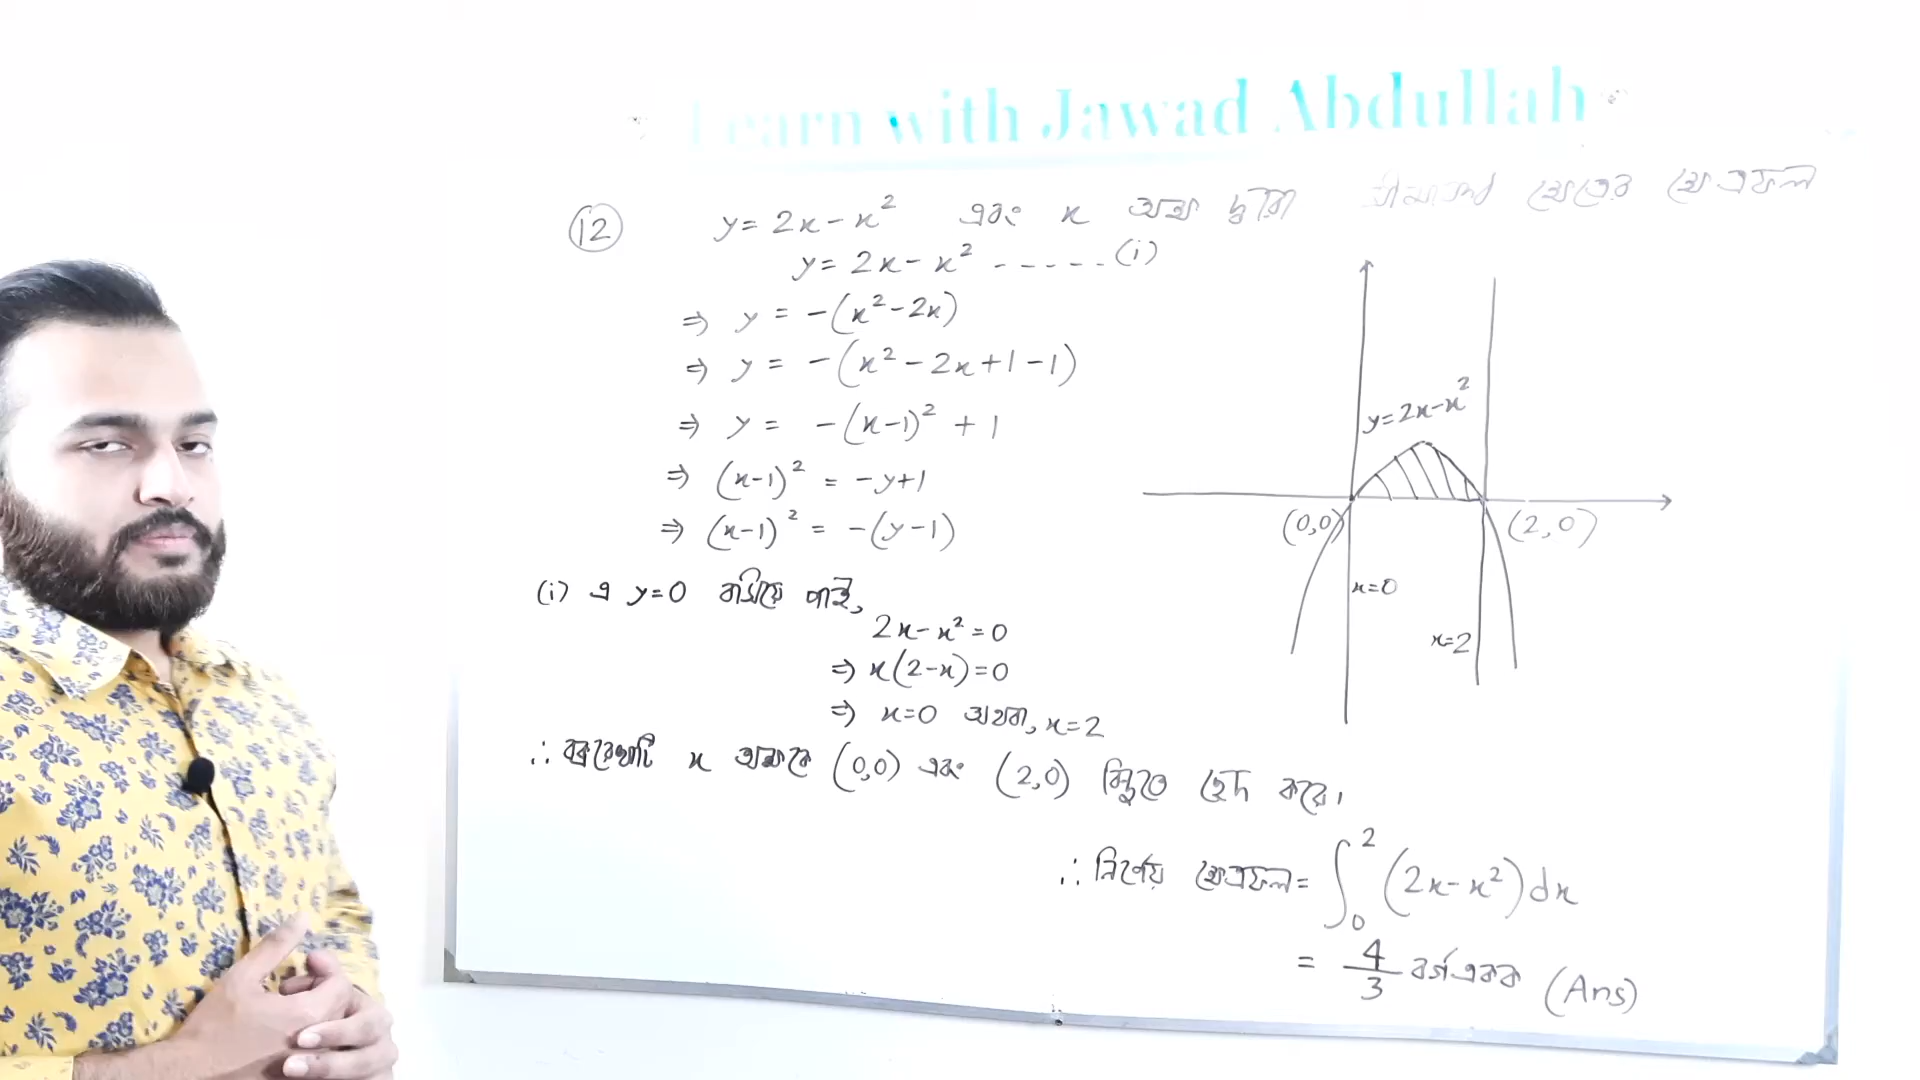 Learn with Jawad Abdullah
12 y = 2x - x² এবং x অক্ষ দ্বারা সীমাবদ্ধ ক্ষেত্রের ক্ষেত্রফল
y = 2x - x² ----- (i)
⇒ y = -(x² - 2x)
⇒ y = -(x² - 2x + 1 - 1)
⇒ y = -(x-1)² + 1
⇒ (x-1)² = -y+1
⇒ (x-1)² = -(y-1)
(i) এ y=0 বসিয়ে পাই,
2x - x² = 0
⇒ x(2-x) = 0
⇒ x=0 অথবা, x=2
∴ বক্ররেখাটি x অক্ষকে (0,0) এবং (2,0) বিন্দুতে ছেদ করে।
∴ নির্ণেয় ক্ষেত্রফল = ∫₀² (2x - x²) dx
= 4/3 বর্গ একক (Ans)
y = 2x - x²
(0,0) (2,0)
x=0
x=2